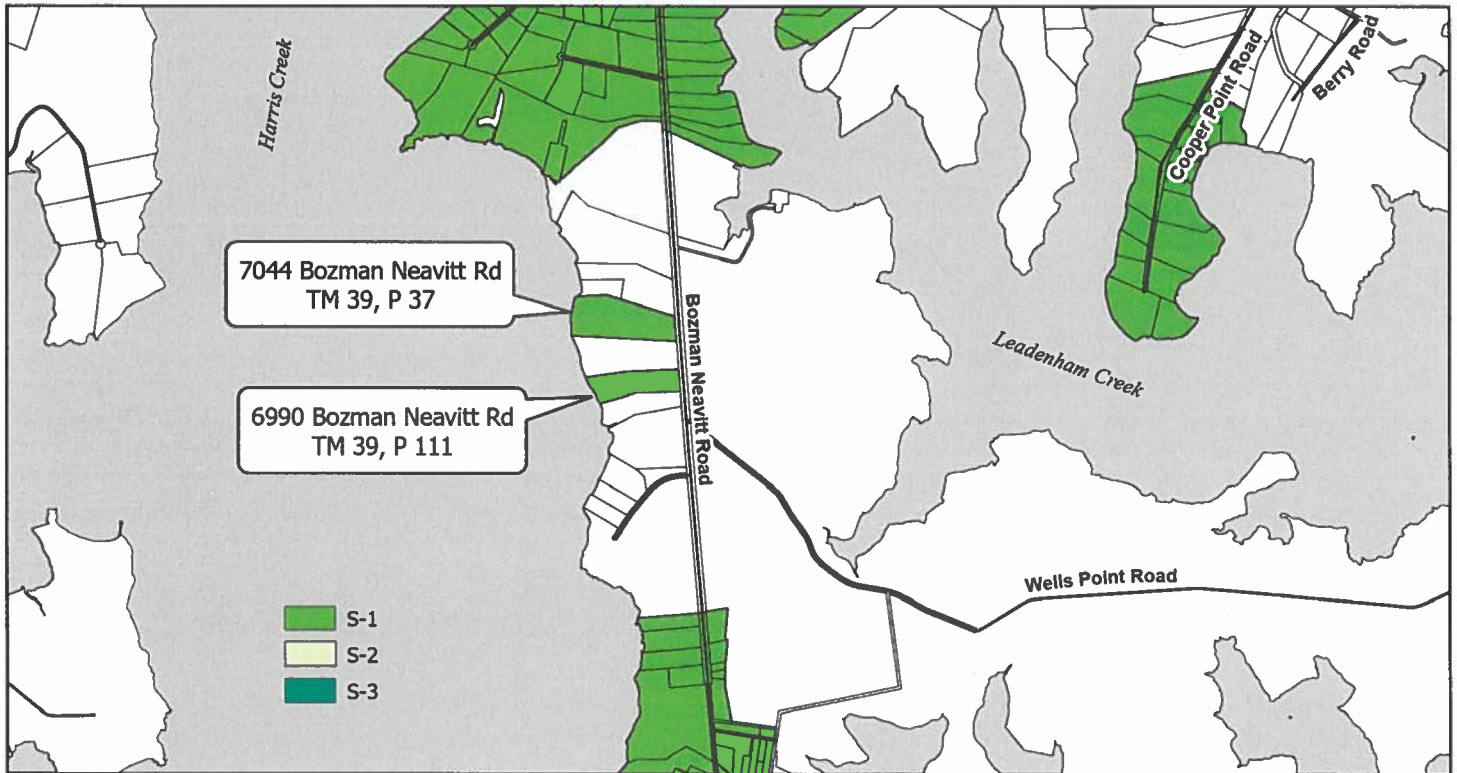 Harris Creek
Cooper Point Road
Berry Road
7044 Bozman Neavitt Rd
TM 39, P 37
Bozman Neavitt Road
Leadenham Creek
6990 Bozman Neavitt Rd
TM 39, P 111
Wells Point Road
S-1
S-2
S-3